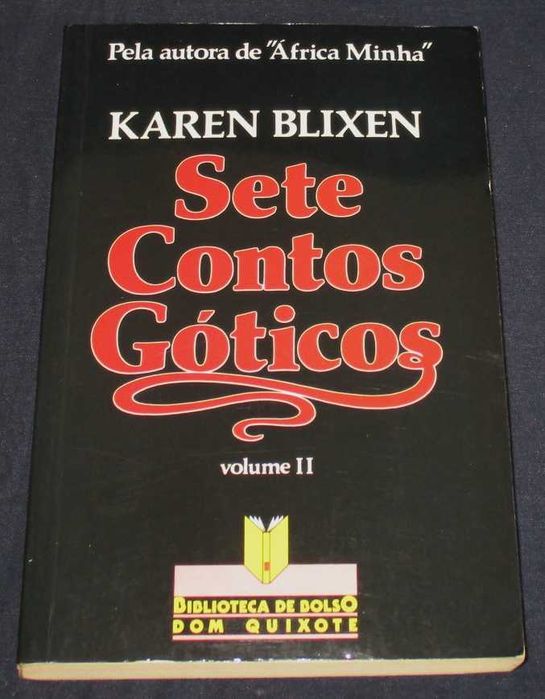 Pela autora de "África Minha"
KAREN BLIXEN
Sete
Contos
Góticos
volume II
BIBLIOTECA DE BOLSO
DOM QUIXOTE